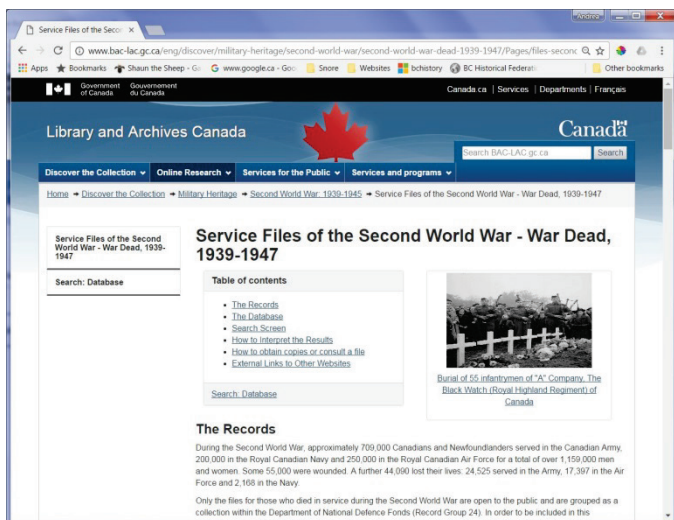 Andrea
Service Files of the Secon
www.bac-lac.gc.ca/eng/discover/military-heritage/second-world-war/second-world-war-dead-1939-1947/Pages/files-second
Apps Bookmarks Shaun the Sheep - Ga www.google.ca - Goo Snore Websites bchistory BC Historical Federati Other bookmarks
Government of Canada Gouvernement du Canada
Canada.ca | Services | Departments | Français
Library and Archives Canada
Canada
Search BAC-LAC.gc.ca Search
Discover the Collection Online Research Services for the Public Services and programs
Home Discover the Collection Military Heritage Second World War: 1939-1945 Service Files of the Second World War - War Dead, 1939-1947
Service Files of the Second
World War - War Dead, 1939-
1947
Search: Database
Service Files of the Second World War - War Dead,
1939-1947
Table of contents
The Records
The Database
Search Screen
How to Interpret the Results
How to obtain copies or consult a file
External Links to Other Websites
Search: Database
Burial of 55 infantrymen of "A" Company, The
Black Watch (Royal Highland Regiment) of
Canada
The Records
During the Second World War, approximately 709,000 Canadians and Newfoundlanders served in the Canadian Army,
200,000 in the Royal Canadian Navy and 250,000 in the Royal Canadian Air Force for a total of over 1,159,000 men
and women. Some 55,000 were wounded. A further 44,090 lost their lives: 24,525 served in the Army, 17,397 in the Air
Force and 2,168 in the Navy.
Only the files for those who died in service during the Second World War are open to the public and are grouped as a
collection within the Department of National Defence Fonds (Record Group 24). In order to be included in this